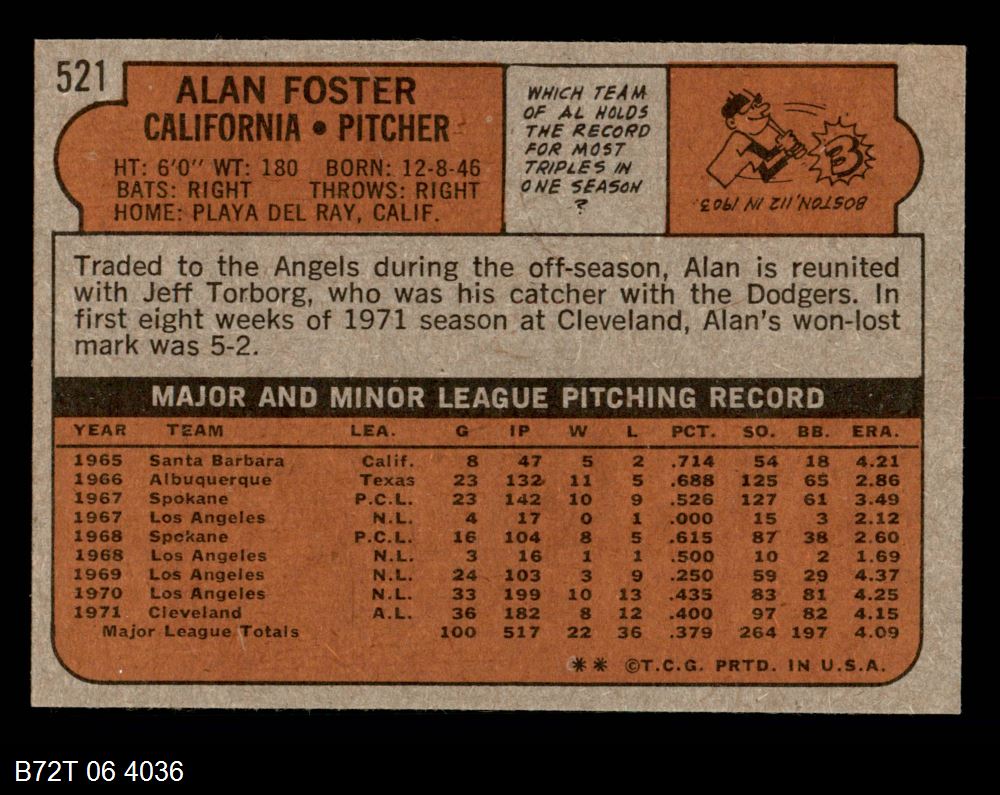 521
ALAN FOSTER
CALIFORNIA • PITCHER
HT: 6'0" WT: 180 BORN: 12-8-46
BATS: RIGHT THROWS: RIGHT
HOME: PLAYA DEL RAY, CALIF.
WHICH TEAM
OF AL HOLDS
THE RECORD
FOR MOST
TRIPLES IN
ONE SEASON
?
3
BOSTON, 112 IN 1903.
Traded to the Angels during the off-season, Alan is reunited
with Jeff Torborg, who was his catcher with the Dodgers. In
first eight weeks of 1971 season at Cleveland, Alan's won-lost
mark was 5-2.
MAJOR AND MINOR LEAGUE PITCHING RECORD
YEAR TEAM LEA. G IP W L PCT. SO. BB. ERA.
1965 Santa Barbara Calif. 8 47 5 2 .714 54 18 4.21
1966 Albuquerque Texas 23 132 11 5 .688 125 65 2.86
1967 Spokane P.C.L. 23 142 10 9 .526 127 61 3.49
1967 Los Angeles N.L. 4 17 0 1 .000 15 3 2.12
1968 Spokane P.C.L. 16 104 8 5 .615 87 38 2.60
1968 Los Angeles N.L. 3 16 1 1 .500 10 2 1.69
1969 Los Angeles N.L. 24 103 3 9 .250 59 29 4.37
1970 Los Angeles N.L. 33 199 10 13 .435 83 81 4.25
1971 Cleveland A.L. 36 182 8 12 .400 97 82 4.15
Major League Totals 100 517 22 36 .379 264 197 4.09
** ©T.C.G. PRTD. IN U.S.A.
B72T 06 4036